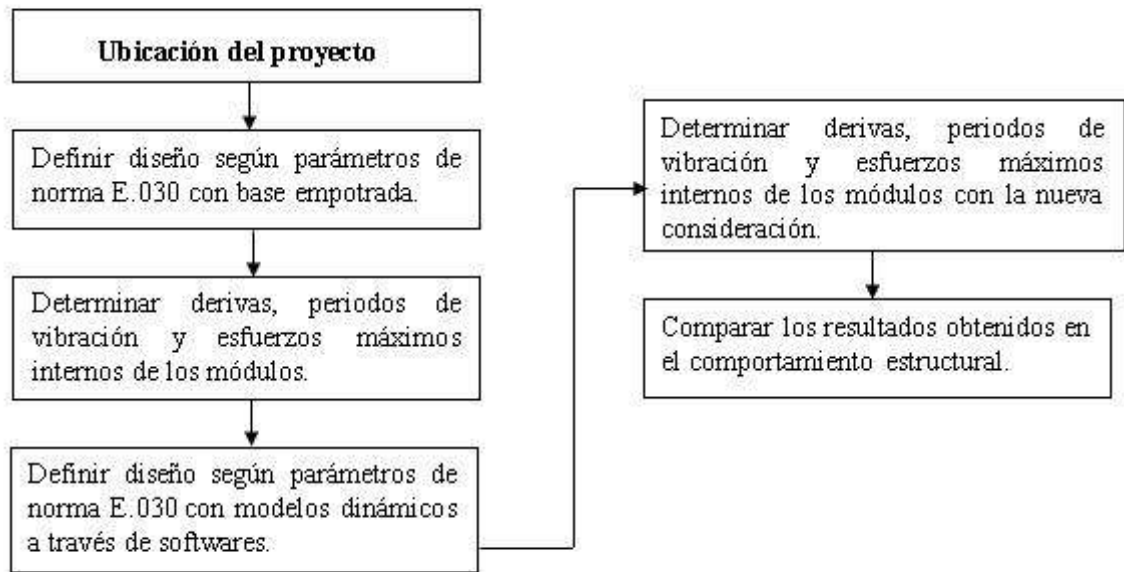 Ubicación del proyecto
Definir diseño según parámetros de
norma E.030 con base empotrada.
Determinar derivas, periodos de
vibración y esfuerzos máximos
internos de los módulos.
Definir diseño según parámetros de
norma E.030 con modelos dinámicos
a través de softwares.
Determinar derivas, periodos de
vibración y esfuerzos máximos
internos de los módulos con la nueva
consideración.
Comparar los resultados obtenidos en
el comportamiento estructural.